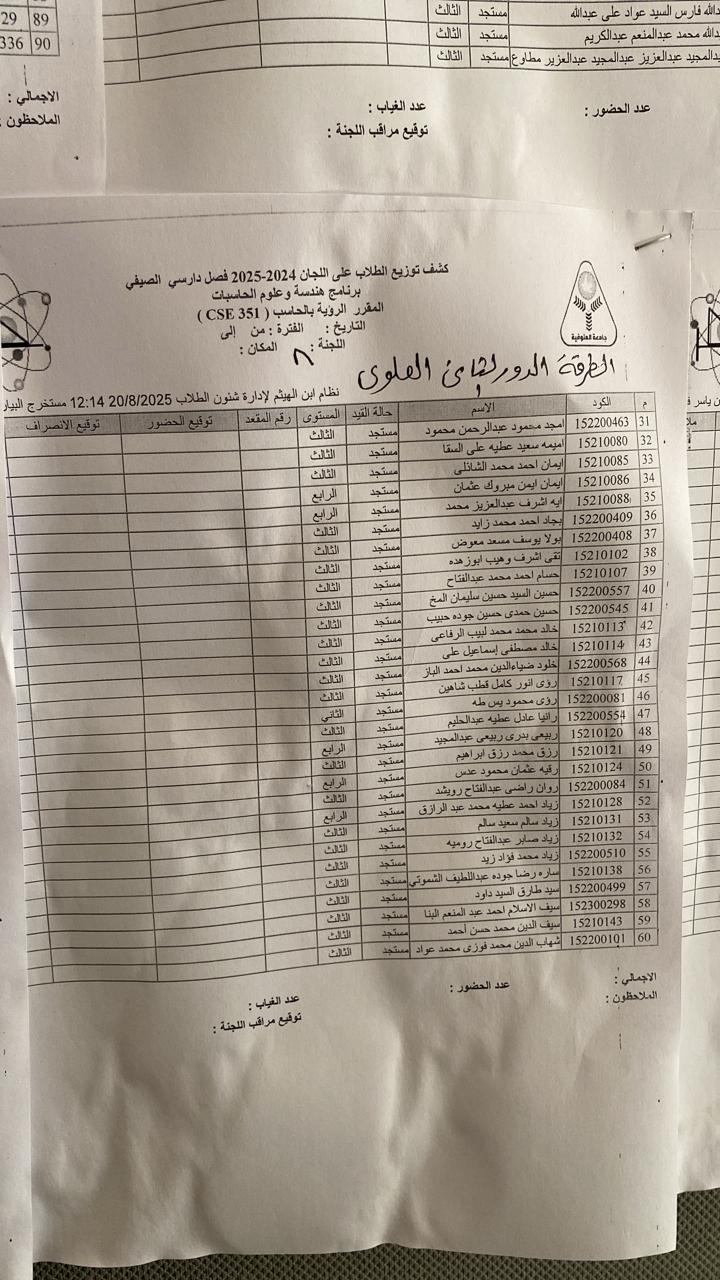 29 89
336 90
الاجمالي :
الملاحظون :
دالله فارس السيد عواد على عبدالله مستجد الثالث
دالله محمد عبدالمنعم عبدالكريم مستجد الثالث
المجيد عبدالعزيز عبدالمجيد عبدالعزير مطاوع مستجد الثالث
عدد الحضور : عدد الغياب :
توقيع مراقب اللجنة :
كشف توزيع الطلاب على اللجان 2024-2025 فصل دارسي الصيفي
برنامج هندسة وعلوم الحاسبات
المقرر الرؤية بالحاسب ( CSE 351 )
التاريخ : الفترة : من إلى
اللجنة : ٨ المكان :
جامعة المنوفية
الطرقة الدور الثانى العلوى
نظام ابن الهيثم لإدارة شئون الطلاب 20/8/2025 12:14 مستخرج البيا
م الكود الإسم حالة القيد المستوى رقم المقعد توقيع الحضور توقيع الانصراف
31 152200463 امجد محمود عبدالرحمن محمود مستجد الثالث
32 15210080 اميمه سعيد عطيه على السقا مستجد الثالث
33 15210085 ايمان احمد محمد الشاذلى مستجد الثالث
34 15210086 ايمان ايمن مبروك عثمان مستجد الرابع
35 15210088 ايه اشرف عبدالعزيز محمد مستجد الرابع
36 152200409 بجاد احمد محمد زايد مستجد الثالث
37 152200408 بولا يوسف مسعد معوض مستجد الثالث
38 15210102 تقى اشرف وهيب ابوزهده مستجد الثالث
39 15210107 حسام احمد محمد عبدالفتاح مستجد الثالث
40 152200557 حسين السيد حسين سليمان المخ مستجد الثالث
41 152200545 حسين حمدى حسين جوده حبيب مستجد الثالث
42 15210113 خالد محمد محمد لبيب الرفاعى مستجد الثالث
43 15210114 خالد مصطفى إسماعيل على مستجد الثالث
44 152200568 خلود ضياءالدين محمد احمد الباز مستجد الثالث
45 15210117 رؤى انور كامل قطب شاهين مستجد الثالث
46 152200081 رؤى محمود يس طه مستجد الثاني
47 152200554 رانيا عادل عطيه عبدالحليم مستجد الثالث
48 15210120 ربيعى بدرى ربيعى عبدالمجيد مستجد الرابع
49 15210121 رزق محمد رزق ابراهيم مستجد الثالث
50 15210124 رقيه عثمان محمود عدس مستجد الرابع
51 152200084 روان راضى عبدالفتاح رويشد مستجد الثالث
52 15210128 زياد احمد عطيه محمد عبد الرازق مستجد الرابع
53 15210131 زياد سالم سعيد سالم مستجد الثالث
54 15210132 زياد صابر عبدالفتاح روميه مستجد الثالث
55 152200510 زياد محمد فؤاد زيد مستجد الثالث
56 15210138 ساره رضا جوده عبداللطيف الشموتي مستجد الثالث
57 152200499 سيد طارق السيد داود مستجد الثالث
58 152300298 سيف الاسلام احمد عبد المنعم البنا مستجد الثالث
59 15210143 سيف الدين محمد حسن أحمد مستجد الثالث
60 152200101 شهاب الدين محمد فوزى محمد عواد مستجد الثالث
الاجمالي : عدد الحضور : عدد الغياب :
الملاحظون : توقيع مراقب اللجنة :